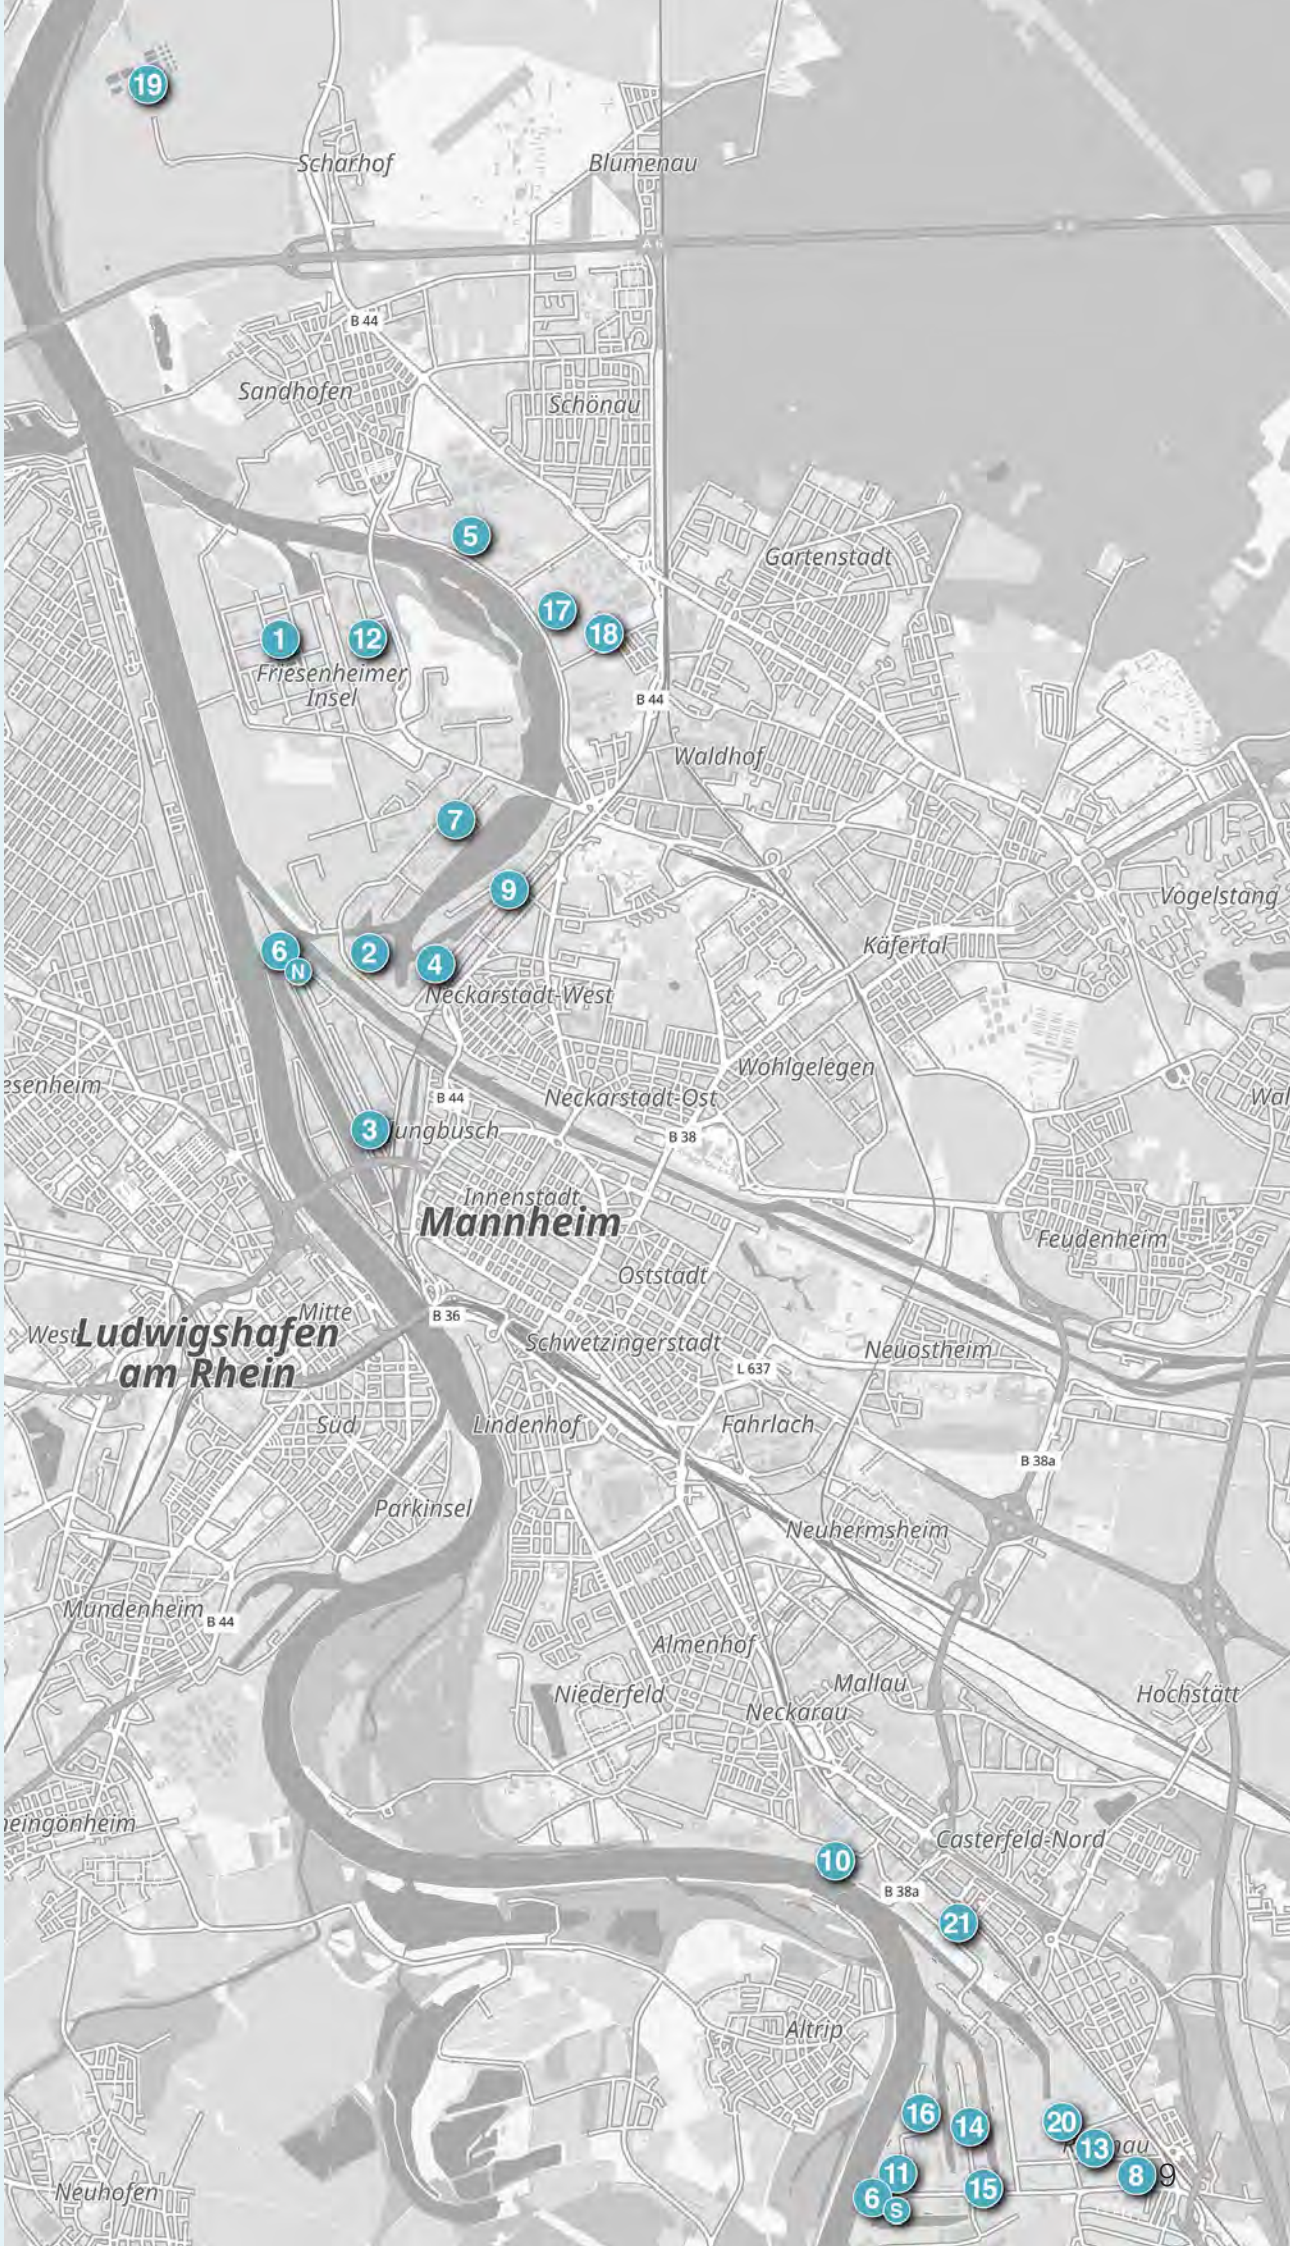 19
Scharhof
Blumenau
A 6
B 44
Sandhofen
Schönau
5
Gartenstadt
17
18
1
12
Friesenheimer
Insel
B 44
Waldhof
7
9
Vogelstang
Käfertal
6
N
2
4
Neckarstadt-West
Wohlgelegen
esenheim
B 44
Neckarstadt-Ost
Wal
3
Jungbusch
B 38
Innenstadt
Mannheim
Feudenheim
Oststadt
Mitte
B 36
West
Ludwigshafen
am Rhein
Schwetzingerstadt
Neuostheim
L 637
Süd
Lindenhof
Fahrlach
B 38a
Parkinsel
Neuhermsheim
Mundenheim
B 44
Almenhof
Mallau
Niederfeld
Hochstätt
Neckarau
heingönheim
Casterfeld-Nord
10
B 38a
21
Altrip
16
14
20
13
au
11
8
9
15
6
S
Neuhofen